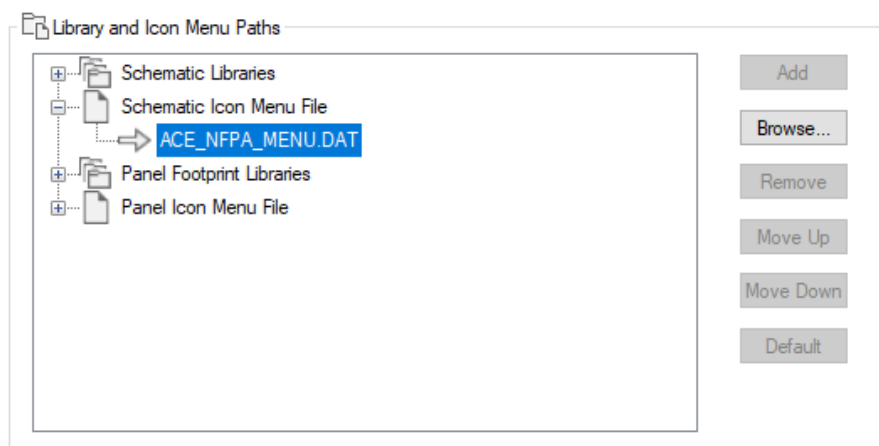 Library and Icon Menu Paths
Schematic Libraries
Add
Schematic Icon Menu File
Browse...
ACE_NFPA_MENU.DAT
Panel Footprint Libraries
Remove
Panel Icon Menu File
Move Up
Move Down
Default